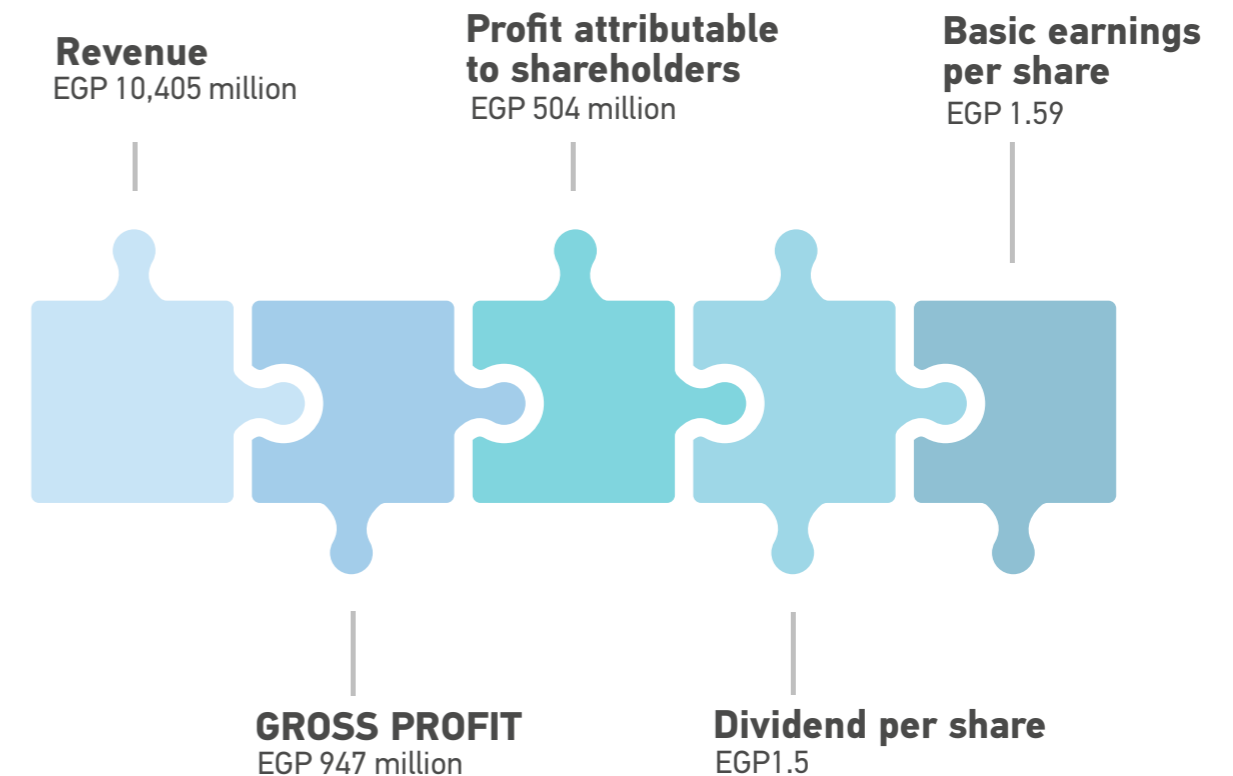 Revenue
EGP 10,405 million
Profit attributable
to shareholders
EGP 504 million
Basic earnings
per share
EGP 1.59
GROSS PROFIT
EGP 947 million
Dividend per share
EGP1.5